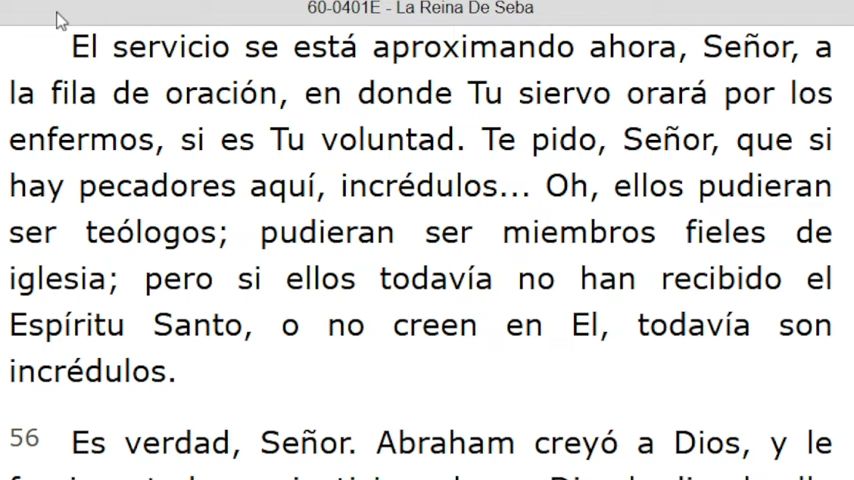 60-0401E - La Reina De Seba
El servicio se está aproximando ahora, Señor, a
la fila de oración, en donde Tu siervo orará por los
enfermos, si es Tu voluntad. Te pido, Señor, que si
hay pecadores aquí, incrédulos... Oh, ellos pudieran
ser teólogos; pudieran ser miembros fieles de
iglesia; pero si ellos todavía no han recibido el
Espíritu Santo, o no creen en El, todavía son
incrédulos.
56 Es verdad, Señor. Abraham creyó a Dios, y le